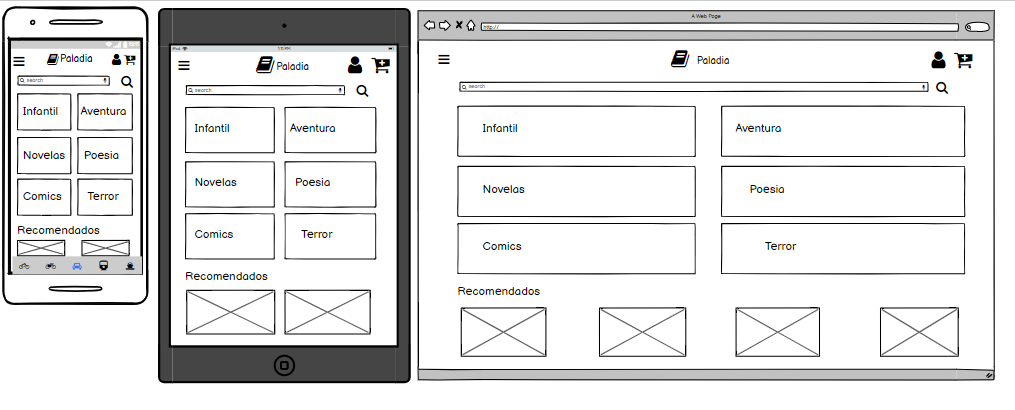 Paladia
search
Infantil Aventura
Novelas Poesia
Comics Terror
Recomendados
iPad
Paladia
search
Infantil Aventura
Novelas Poesia
Comics Terror
Recomendados
A Web Page
http://
Paladia
search
Infantil Aventura
Novelas Poesia
Comics Terror
Recomendados